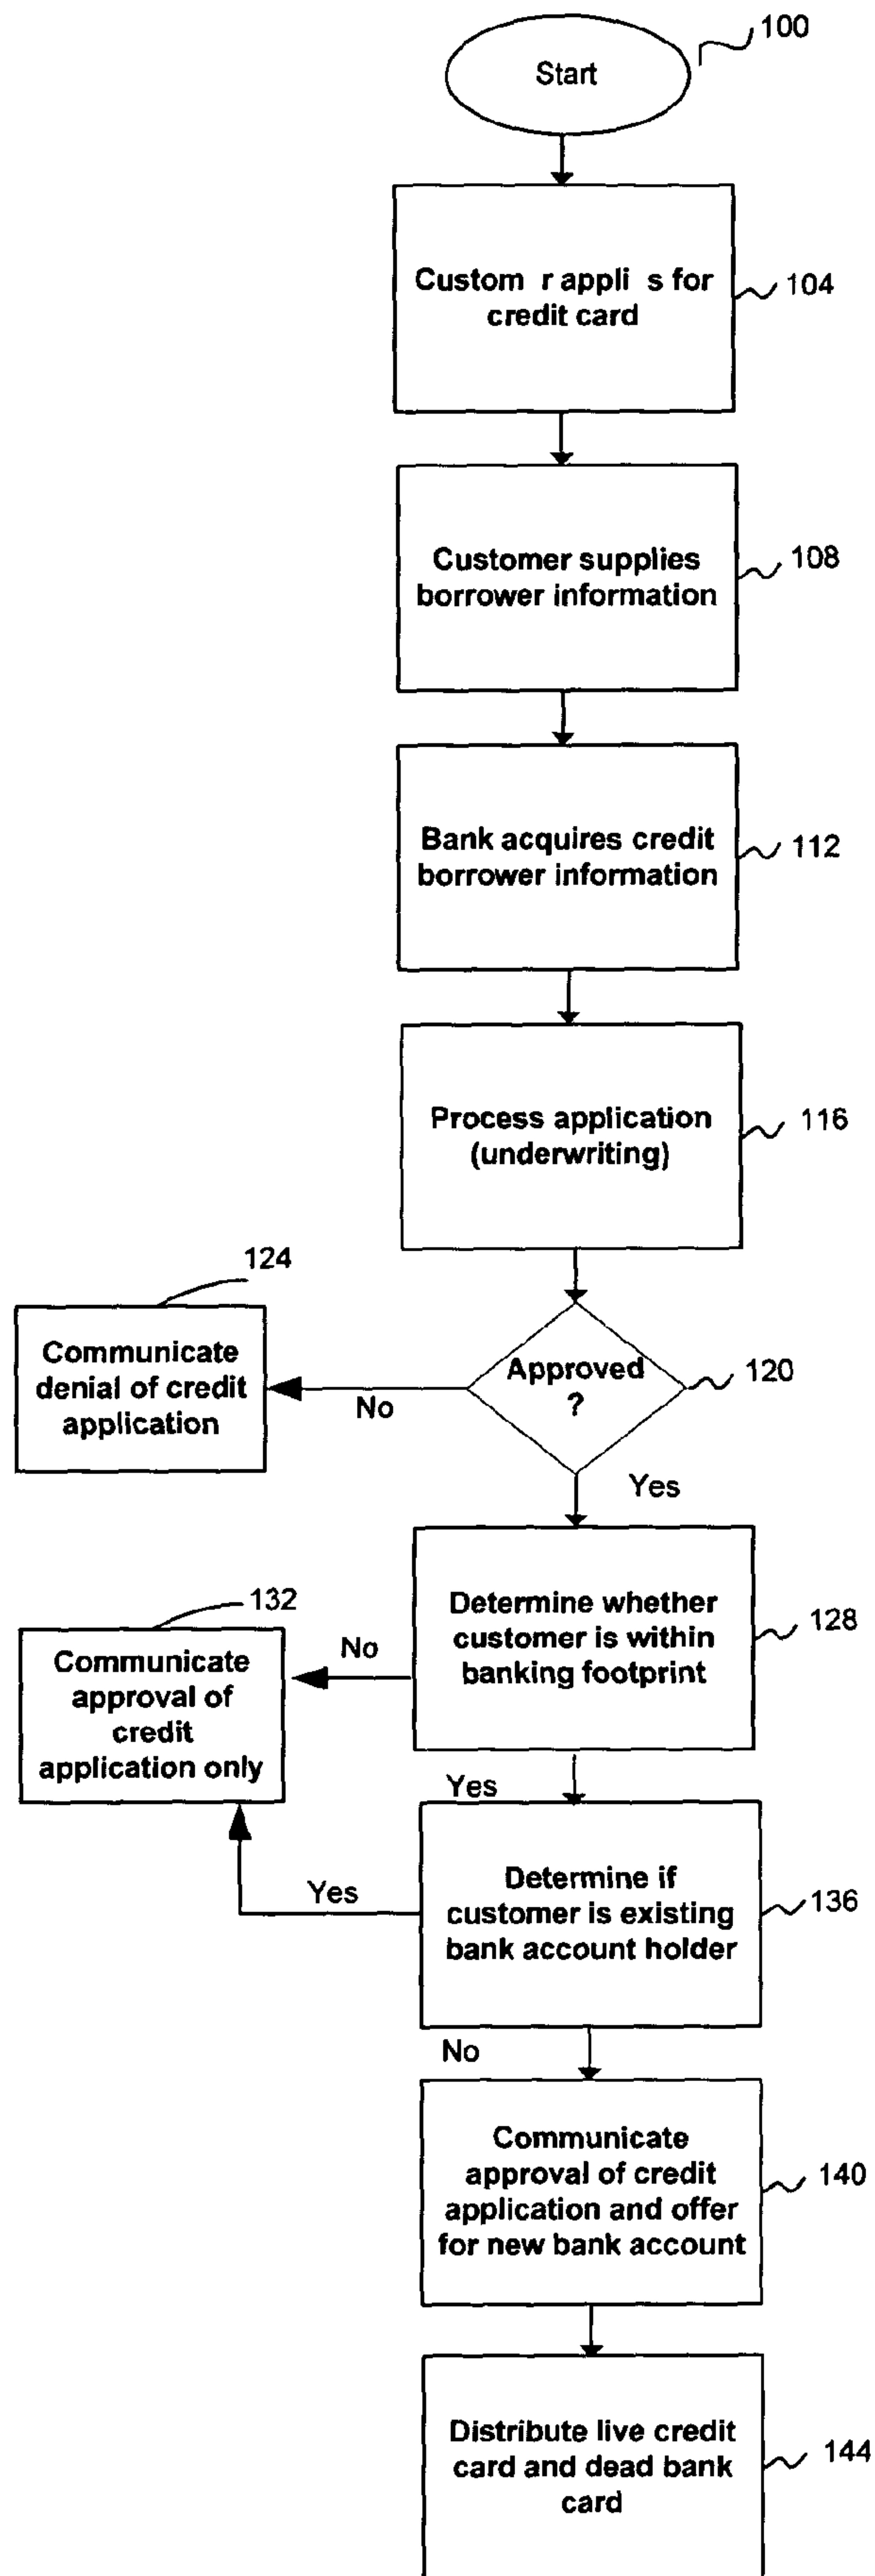 100
Start
Custom r appli s for
credit card
104
Customer supplies
borrower information
108
Bank acquires credit
borrower information
112
Process application
(underwriting)
116
124
Communicate
denial of credit
application
No
Approved
?
120
Yes
132
Communicate
approval of
credit
application only
No
Determine whether
customer is within
banking footprint
128
Yes
Yes
Determine if
customer is existing
bank account holder
136
No
Communicate
approval of credit
application and offer
for new bank account
140
Distribute live credit
card and dead bank
card
144